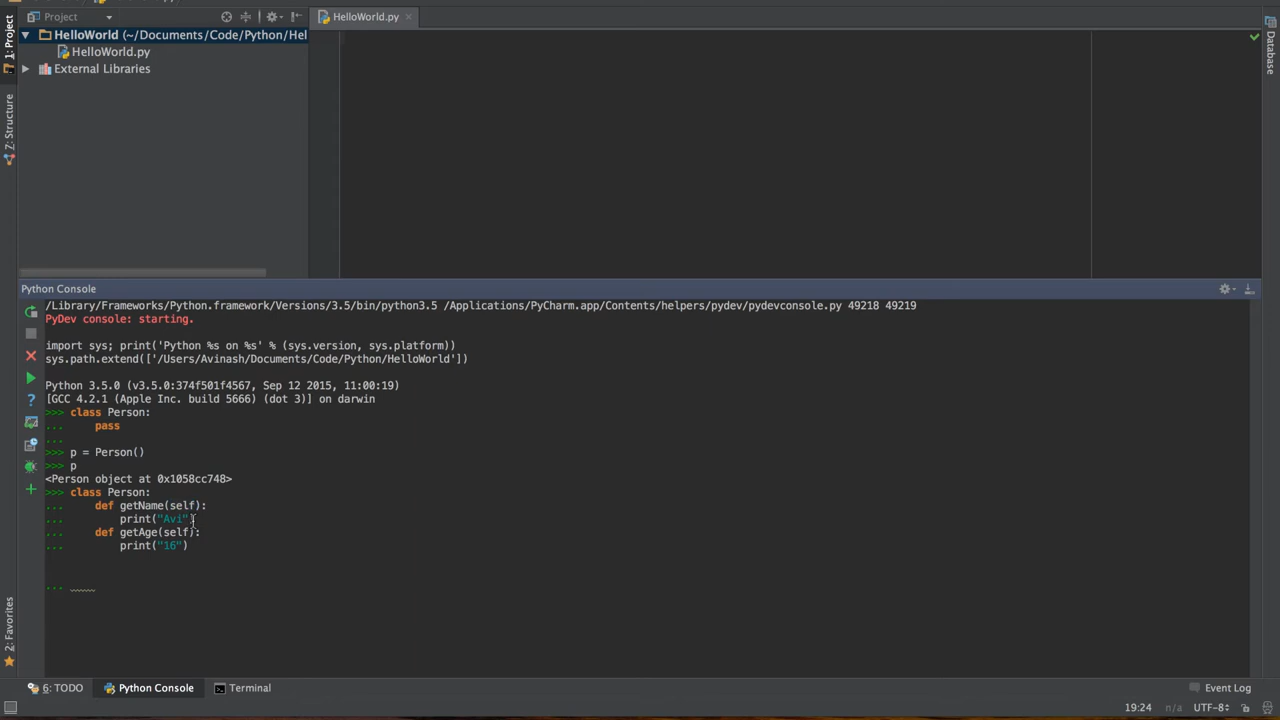 Project
HelloWorld.py
HelloWorld (~/Documents/Code/Python/Hel
HelloWorld.py
External Libraries
1: Project
Z: Structure
2: Favorites
Database
Python Console
/Library/Frameworks/Python.framework/Versions/3.5/bin/python3.5 /Applications/PyCharm.app/Contents/helpers/pydev/pydevconsole.py 49218 49219
PyDev console: starting.
import sys; print('Python %s on %s' % (sys.version, sys.platform))
sys.path.extend(['/Users/Avinash/Documents/Code/Python/HelloWorld'])
Python 3.5.0 (v3.5.0:374f501f4567, Sep 12 2015, 11:00:19)
[GCC 4.2.1 (Apple Inc. build 5666) (dot 3)] on darwin
>>> class Person:
...     pass
...
>>> p = Person()
>>> p
<Person object at 0x1058cc748>
>>> class Person:
...     def getName(self):
...         print("Avi")
...     def getAge(self):
...         print("16")
...
6: TODO
Python Console
Terminal
Event Log
19:24 n/a UTF-8